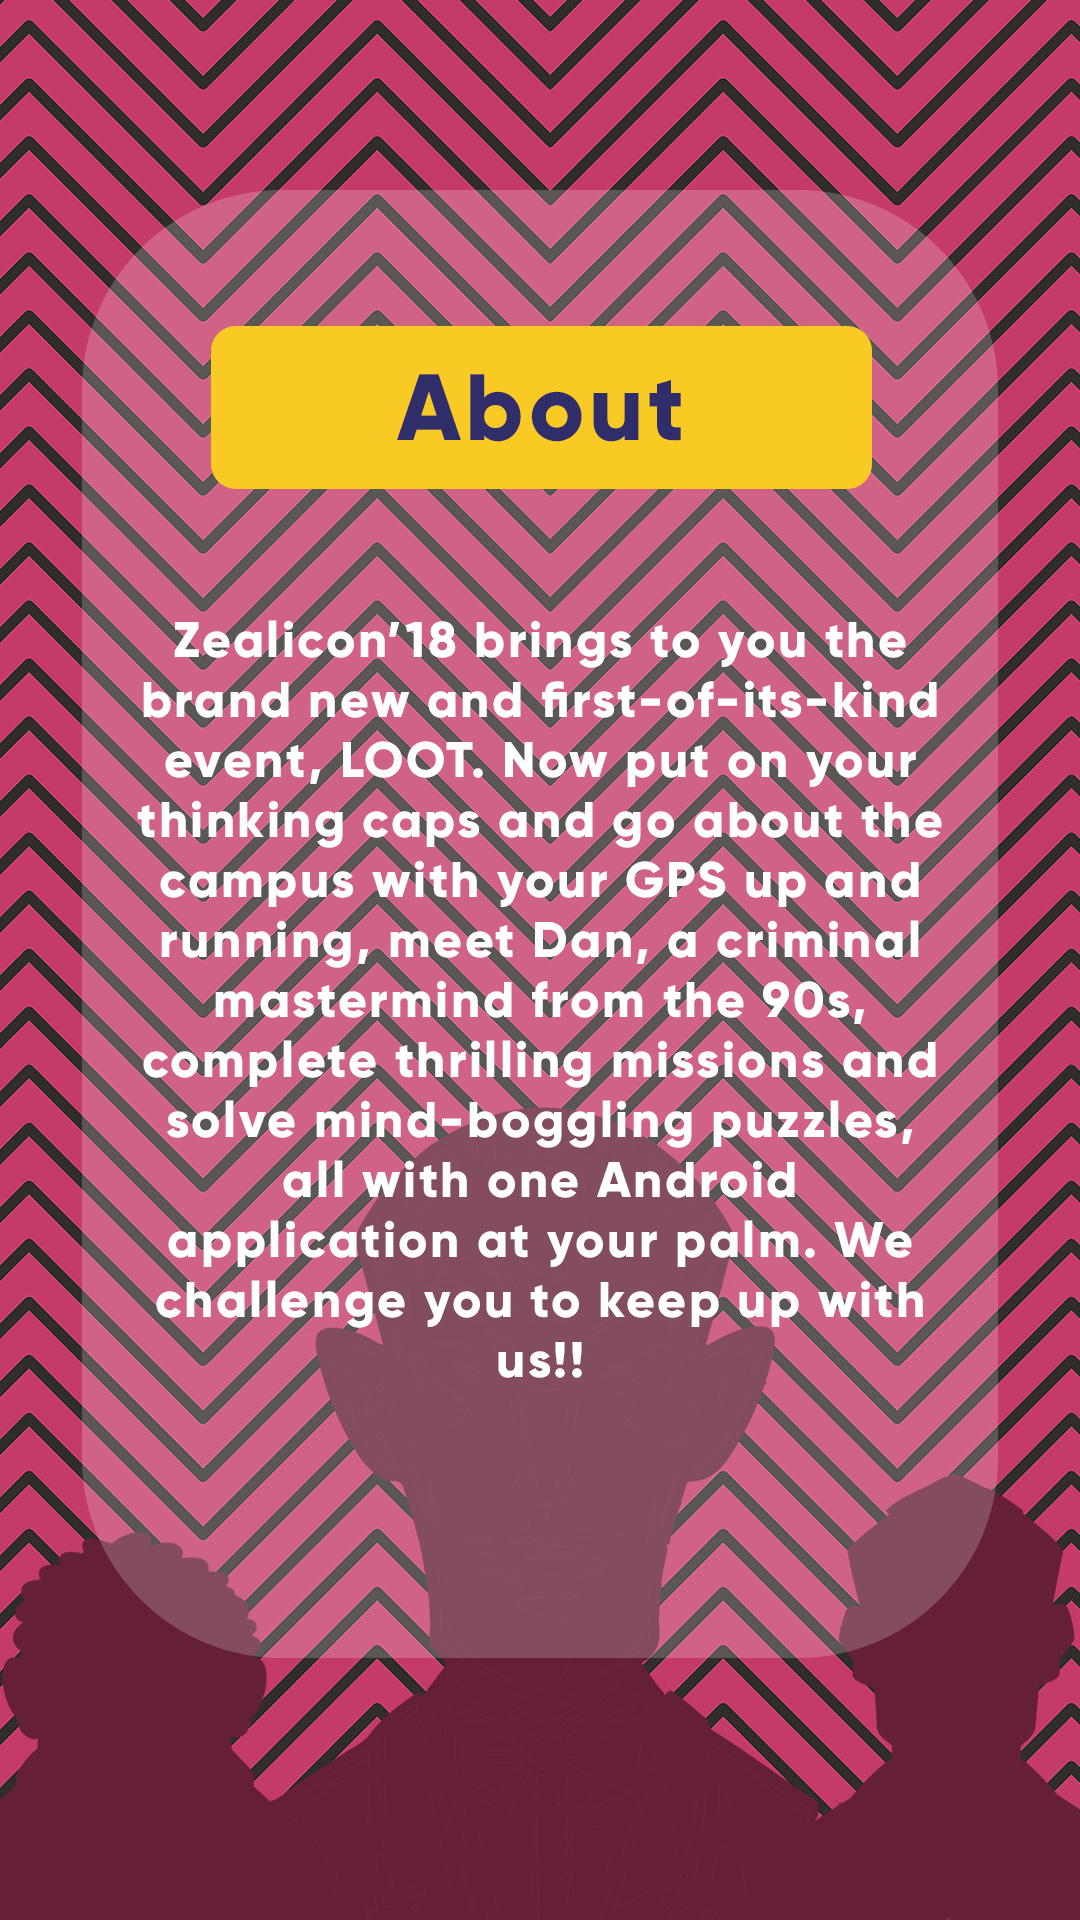 About
Zealicon’18 brings to you the
brand new and first-of-its-kind
event, LOOT. Now put on your
thinking caps and go about the
campus with your GPS up and
running, meet Dan, a criminal
mastermind from the 90s,
complete thrilling missions and
solve mind-boggling puzzles,
all with one Android
application at your palm. We
challenge you to keep up with
us!!